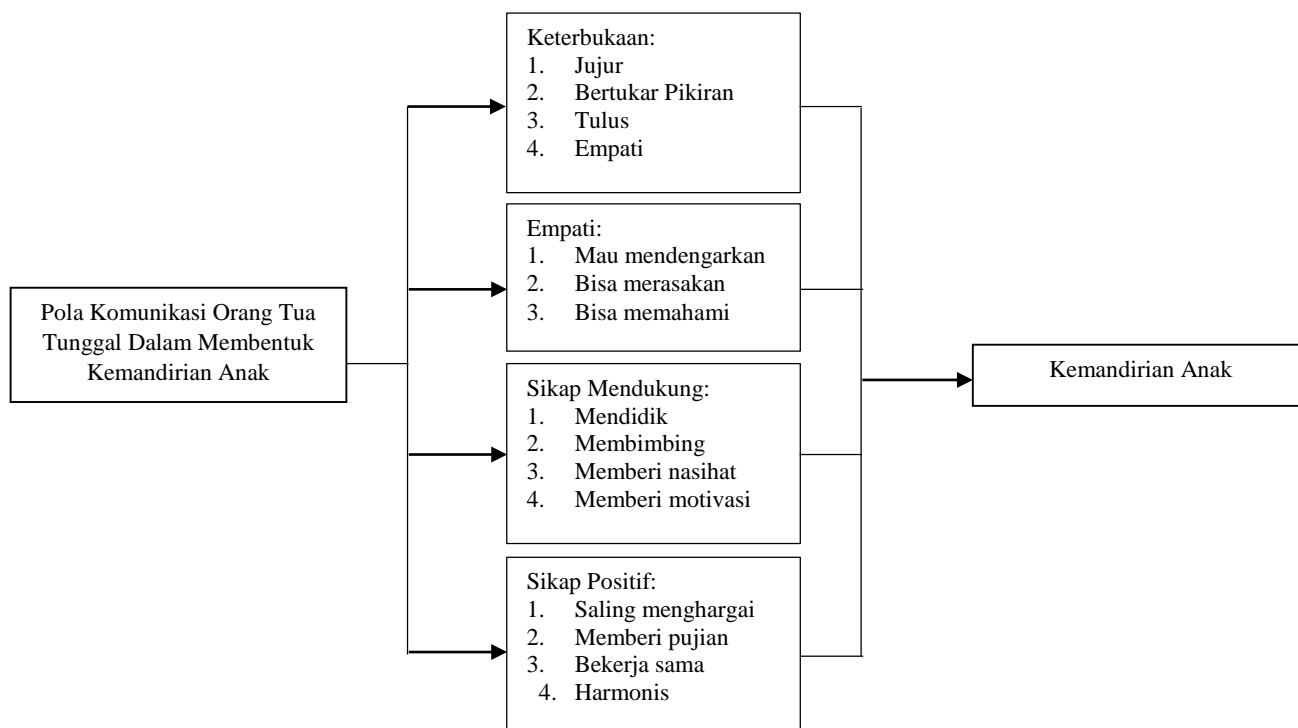 Pola Komunikasi Orang Tua
Tunggal Dalam Membentuk
Kemandirian Anak
Keterbukaan:
1. Jujur
2. Bertukar Pikiran
3. Tulus
4. Empati
Empati:
1. Mau mendengarkan
2. Bisa merasakan
3. Bisa memahami
Sikap Mendukung:
1. Mendidik
2. Membimbing
3. Memberi nasihat
4. Memberi motivasi
Sikap Positif:
1. Saling menghargai
2. Memberi pujian
3. Bekerja sama
4. Harmonis
Kemandirian Anak